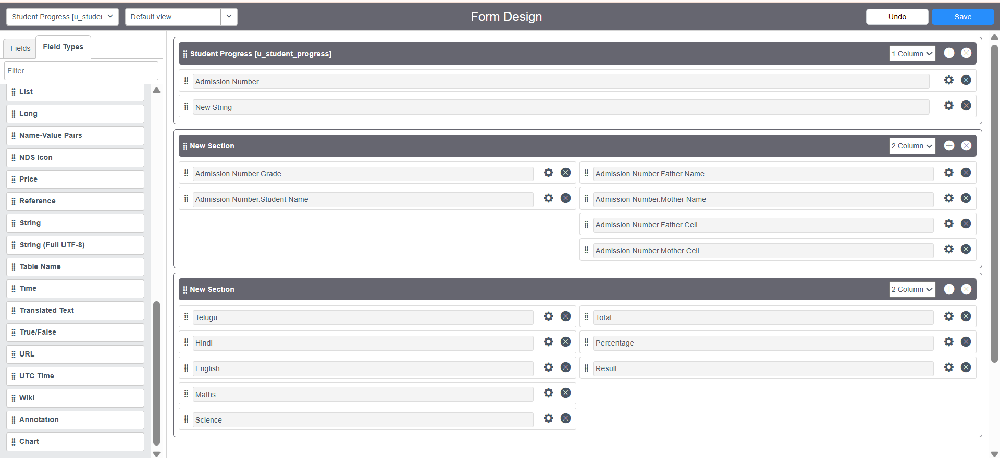 Student Progress [u_studen
Default view
Form Design
Undo
Save
Fields
Field Types
Filter
List
Long
Name-Value Pairs
NDS Icon
Price
Reference
String
String (Full UTF-8)
Table Name
Time
Translated Text
True/False
URL
UTC Time
Wiki
Annotation
Chart
Student Progress [u_student_progress]
1 Column
Admission Number
New String
New Section
2 Column
Admission Number.Grade
Admission Number.Student Name
Admission Number.Father Name
Admission Number.Mother Name
Admission Number.Father Cell
Admission Number.Mother Cell
New Section
2 Column
Telugu
Hindi
English
Maths
Science
Total
Percentage
Result